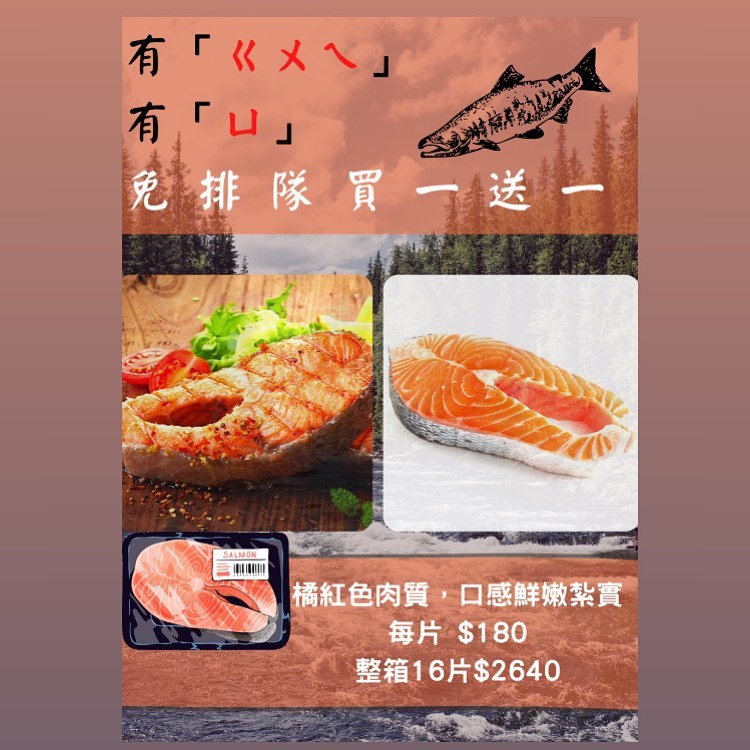 有「ㄍㄨㄟ」
有「ㄩ」
免排隊買一送一
SALMON
橘紅色肉質，口感鮮嫩紮實
每片 $180
整箱16片$2640